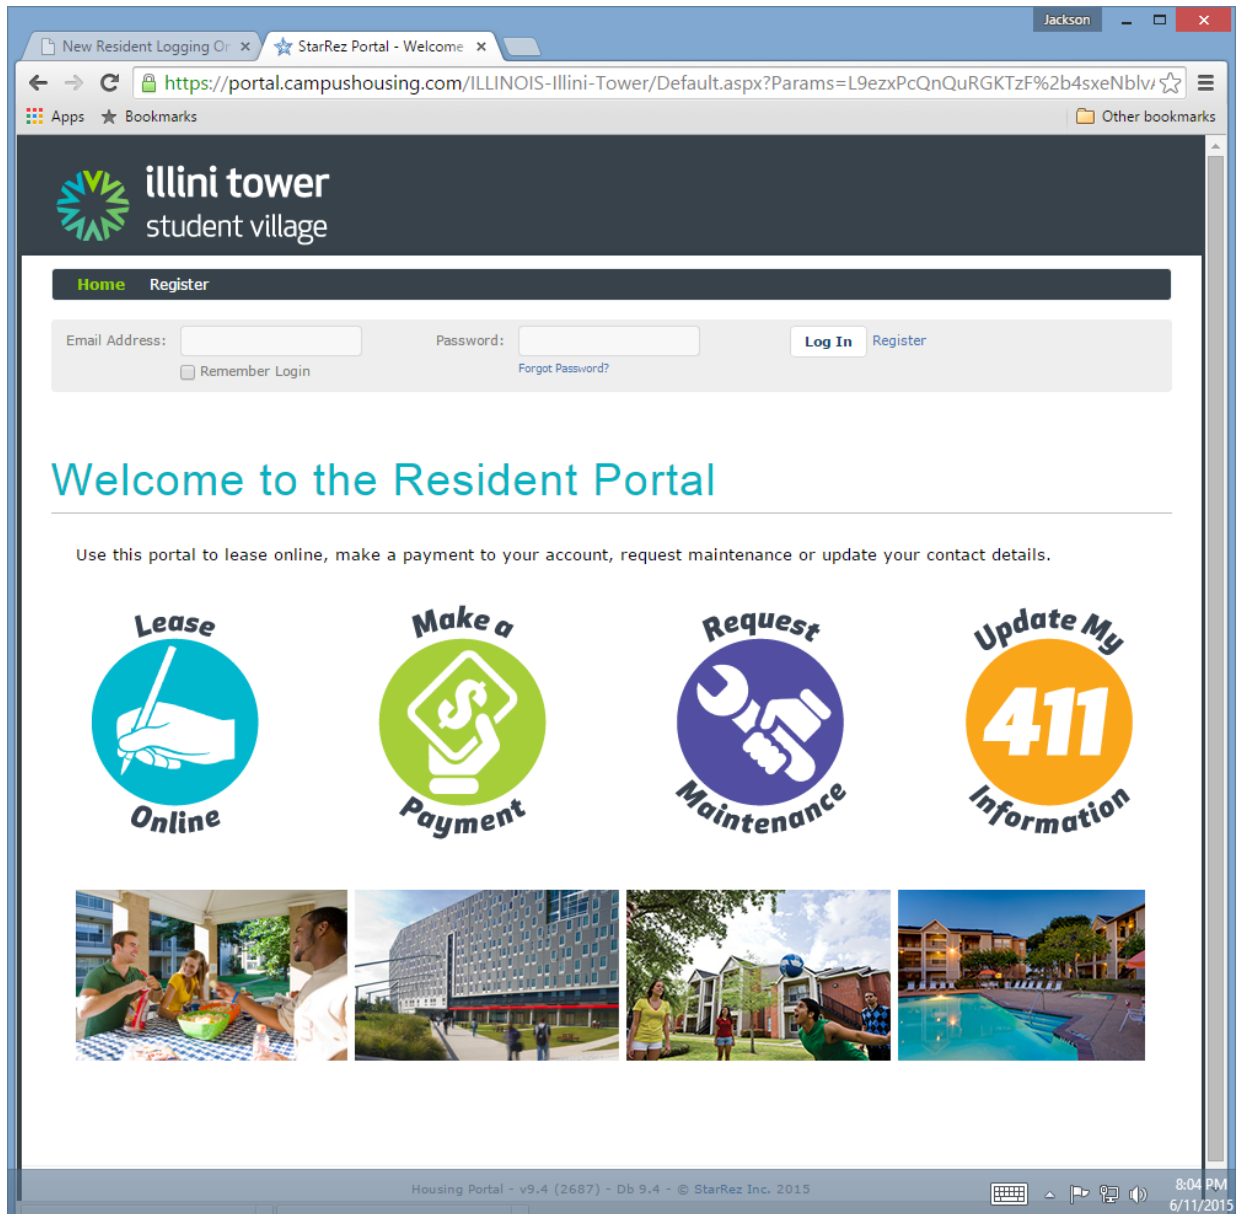 Jackson
New Resident Logging On
StarRez Portal - Welcome
https://portal.campushousing.com/ILLINOIS-Illini-Tower/Default.aspx?Params=L9ezxPcQnQuRGKTzF%2b4sxeNblv
Apps Bookmarks Other bookmarks
illini tower
student village
Home Register
Email Address: Password: Log In Register
Remember Login Forgot Password?
Welcome to the Resident Portal
Use this portal to lease online, make a payment to your account, request maintenance or update your contact details.
Lease
Online
Make a
$
Payment
Request
Maintenance
Update My
411
Information
Housing Portal - v9.4 (2687) - Db 9.4 - © StarRez Inc. 2015
8:04 PM
6/11/2015